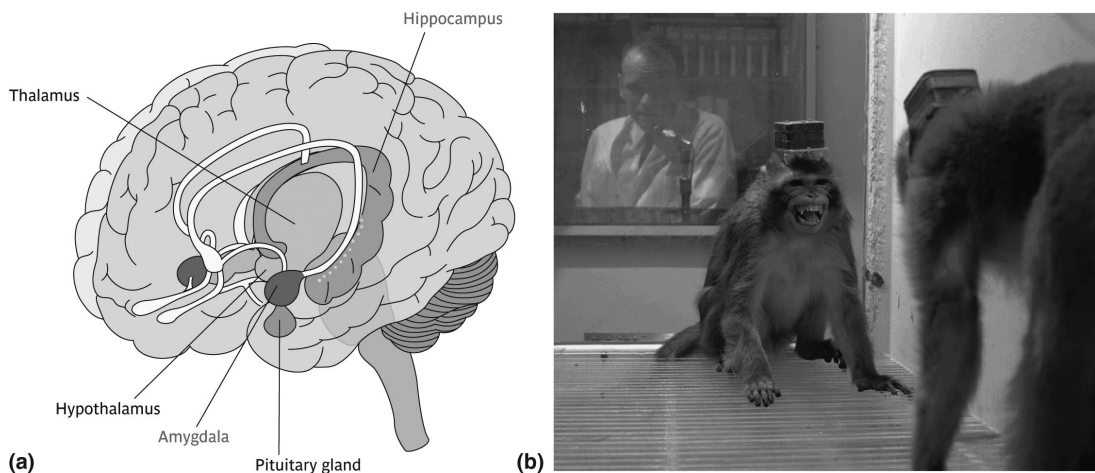 Hippocampus
Thalamus
Hypothalamus
Amygdala
Pituitary gland
(a)
(b)